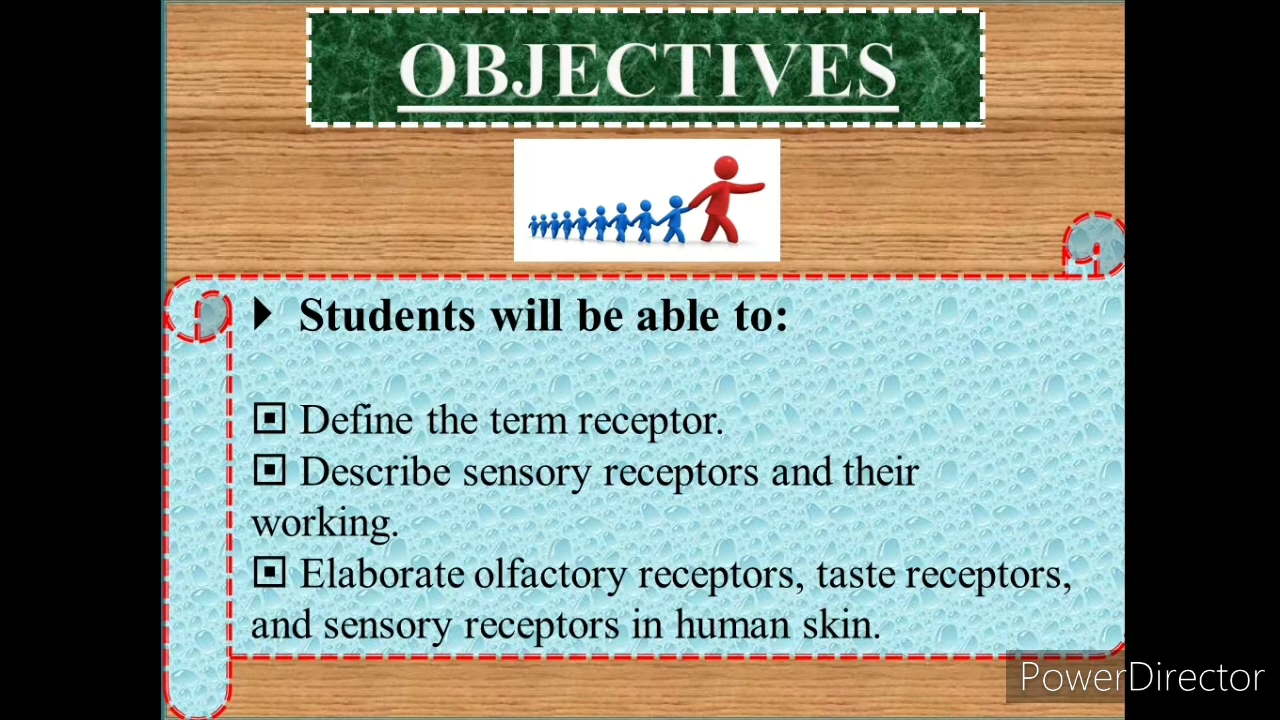 OBJECTIVES
Students will be able to:
Define the term receptor.
Describe sensory receptors and their
working.
Elaborate olfactory receptors, taste receptors,
and sensory receptors in human skin.
PowerDirector